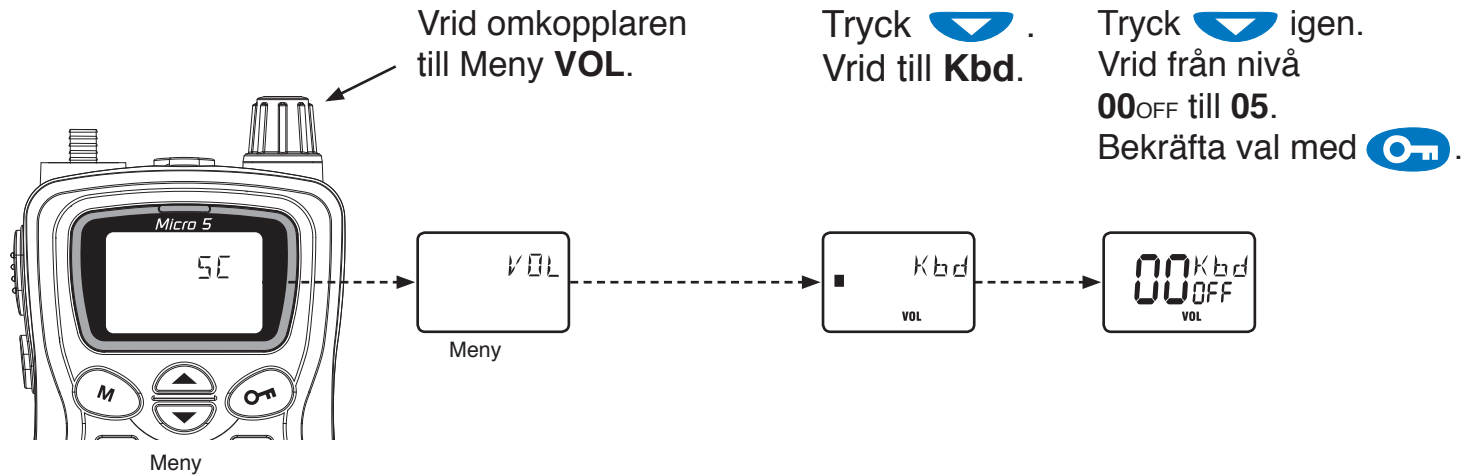 Vrid omkopplaren
till Meny VOL.
Tryck .
Vrid till Kbd.
Tryck igen.
Vrid från nivå
00OFF till 05.
Bekräfta val med .
Micro 5
SC
VOL
Meny
Kbd
VOL
00Kbd
OFF
VOL
M
Meny